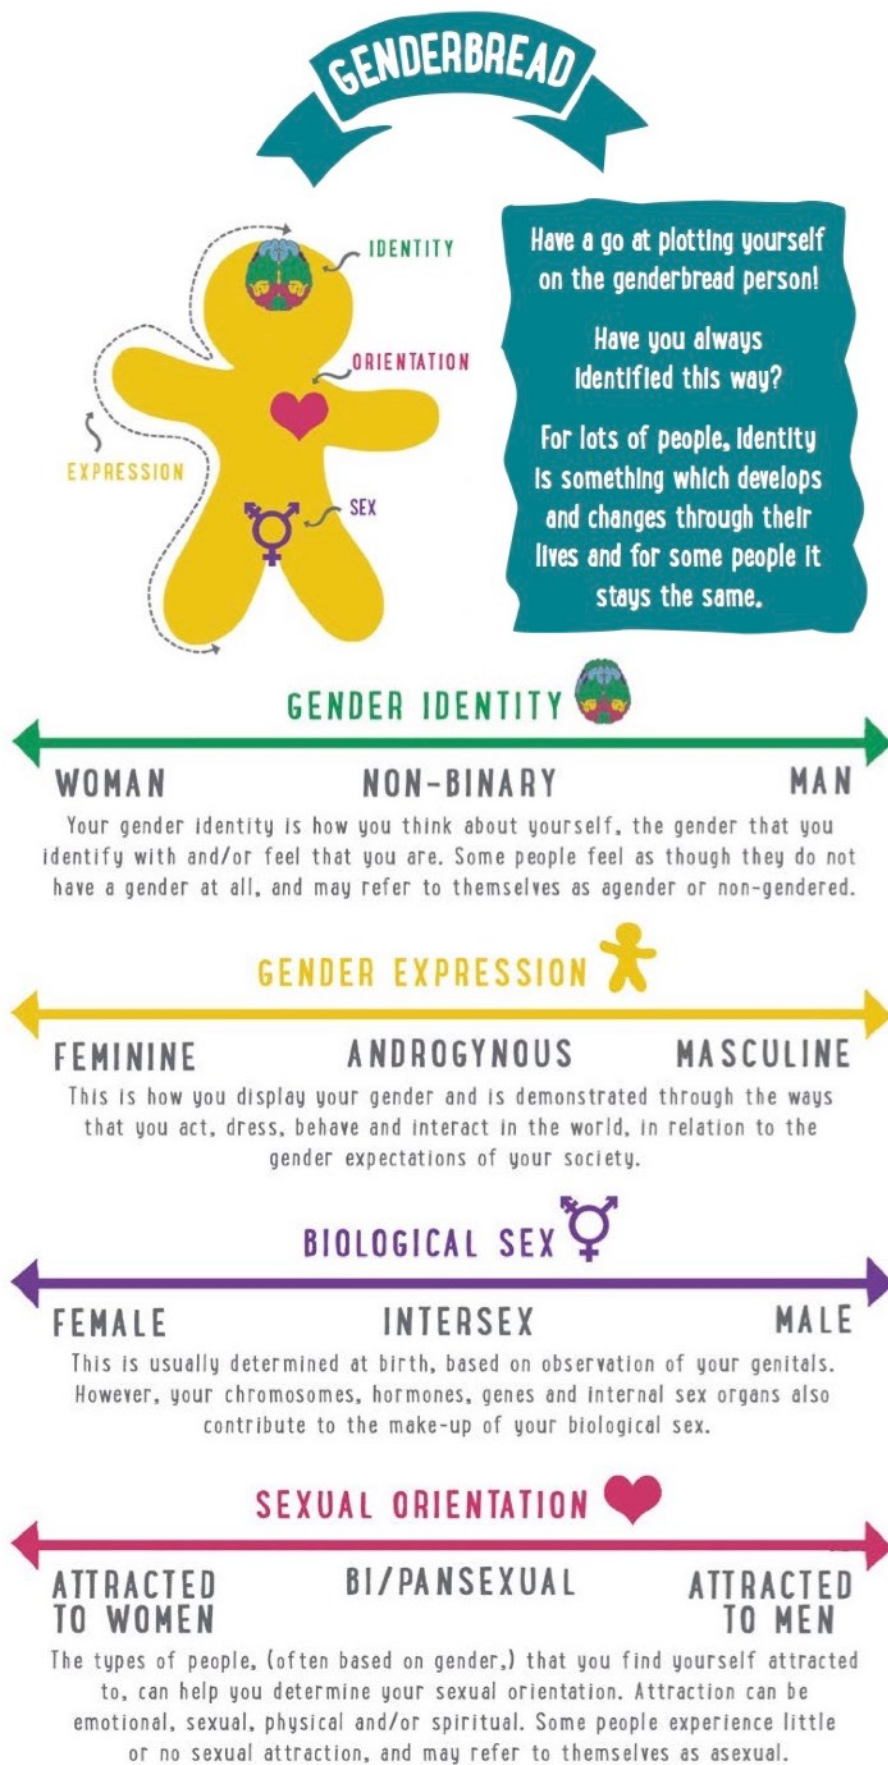 GENDERBREAD
IDENTITY
ORIENTATION
EXPRESSION
SEX
Have a go at plotting yourself
on the genderbread person!
Have you always
identified this way?
For lots of people, identity
is something which develops
and changes through their
lives and for some people it
stays the same.
GENDER IDENTITY
WOMAN NON-BINARY MAN
Your gender identity is how you think about yourself, the gender that you
identify with and/or feel that you are. Some people feel as though they do not
have a gender at all, and may refer to themselves as agender or non-gendered.
GENDER EXPRESSION
FEMININE ANDROGYNOUS MASCULINE
This is how you display your gender and is demonstrated through the ways
that you act, dress, behave and interact in the world, in relation to the
gender expectations of your society.
BIOLOGICAL SEX
FEMALE INTERSEX MALE
This is usually determined at birth, based on observation of your genitals.
However, your chromosomes, hormones, genes and internal sex organs also
contribute to the make-up of your biological sex.
SEXUAL ORIENTATION
ATTRACTED BI/PANSEXUAL ATTRACTED
TO WOMEN TO MEN
The types of people, (often based on gender,) that you find yourself attracted
to, can help you determine your sexual orientation. Attraction can be
emotional, sexual, physical and/or spiritual. Some people experience little
or no sexual attraction, and may refer to themselves as asexual.